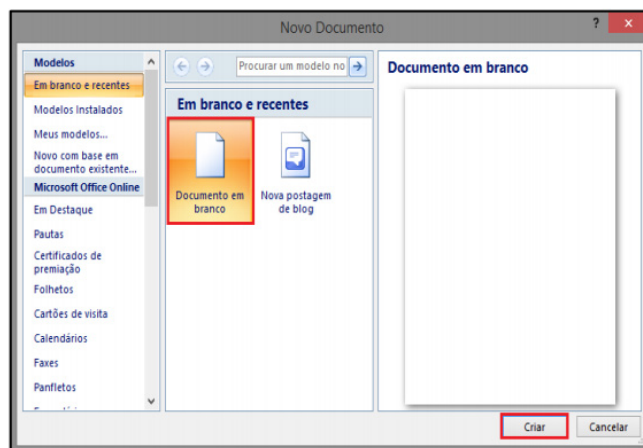 Novo Documento
?
x
Modelos
Em branco e recentes
Modelos Instalados
Meus modelos...
Novo com base em
documento existente...
Microsoft Office Online
Em Destaque
Pautas
Certificados de
premiação
Folhetos
Cartões de visita
Calendários
Faxes
Panfletos
Procurar um modelo no
Em branco e recentes
Documento em
branco
Nova postagem
de blog
Documento em branco
Criar
Cancelar